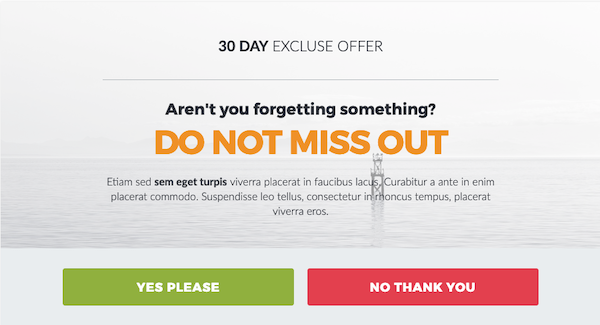 30 DAY EXCLUSE OFFER
Aren't you forgetting something?
DO NOT MISS OUT
Etiam sed sem eget turpis viverra placerat in faucibus lacus. Curabitur a ante in enim
placerat commodo. Suspendisse leo tellus, consectetur in rhoncus tempus, placerat
viverra eros.
YES PLEASE
NO THANK YOU